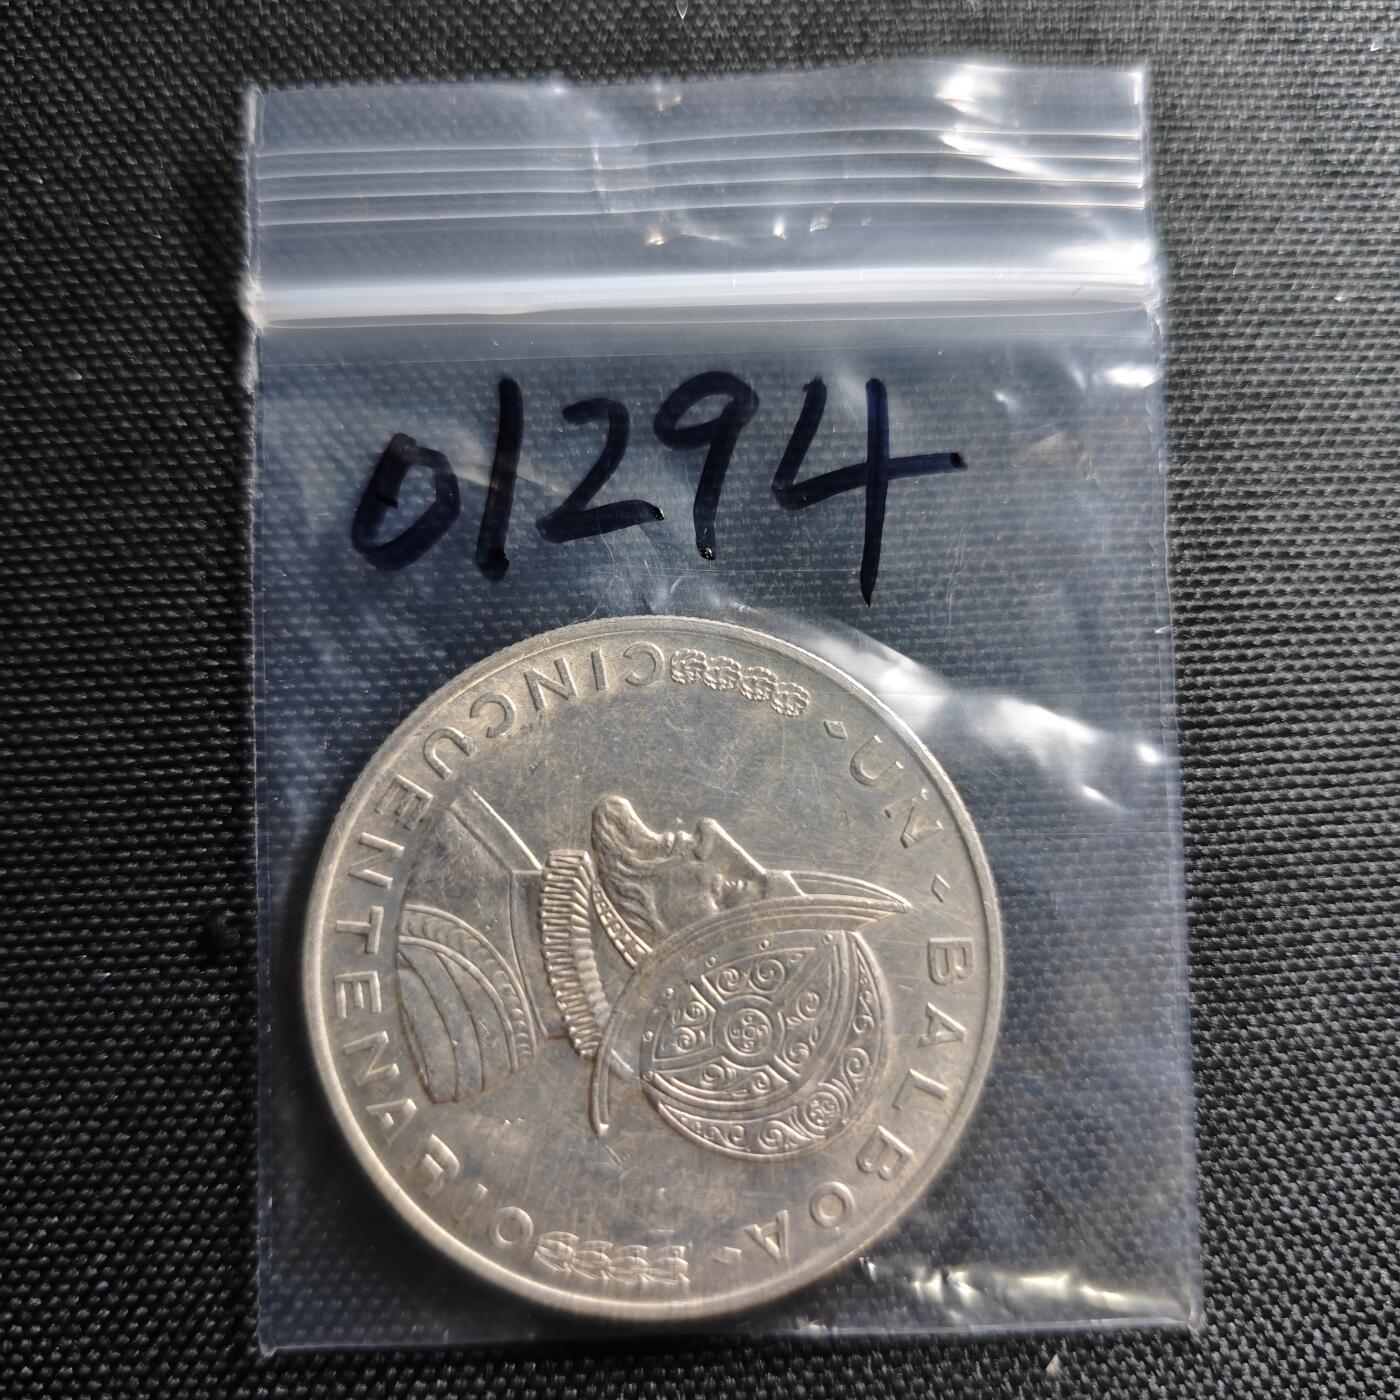 01294
· UN · BALBOA ·
CINCUENTENARIO